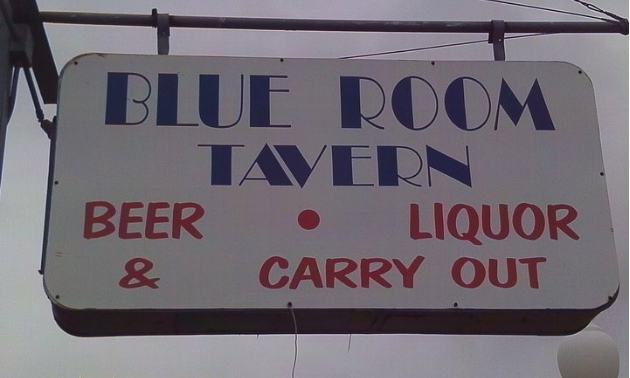 BLUE ROOM
TAVERN
BEER • LIQUOR
& CARRY OUT